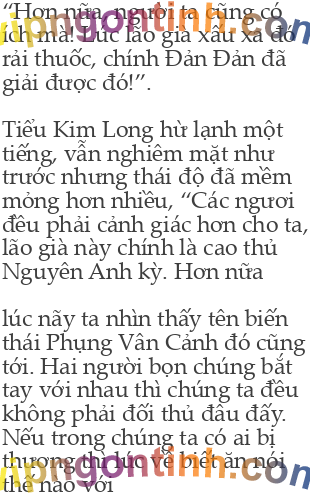 “Hơn nữa, người ta cũng có
ích mà! Lúc lão già xấu xa đó
rải thuốc, chính Đản Đản đã
giải được đó!”.
Tiểu Kim Long hừ lạnh một
tiếng, vẫn nghiêm mặt như
trước nhưng thái độ đã mềm
mỏng hơn nhiều, “Các ngươi
đều phải cảnh giác hơn cho ta,
lão già này chính là cao thủ
Nguyên Anh kỳ. Hơn nữa
lúc nãy ta nhìn thấy tên biến
thái Phụng Vân Cảnh đó cũng
tới. Hai người bọn chúng bắt
tay với nhau thì chúng ta đều
không phải đối thủ đâu đấy.
Nếu trong chúng ta có ai bị
thương thì lúc về biết ăn nói
thế nào với
vipngontinh.com
vipngontinh.com